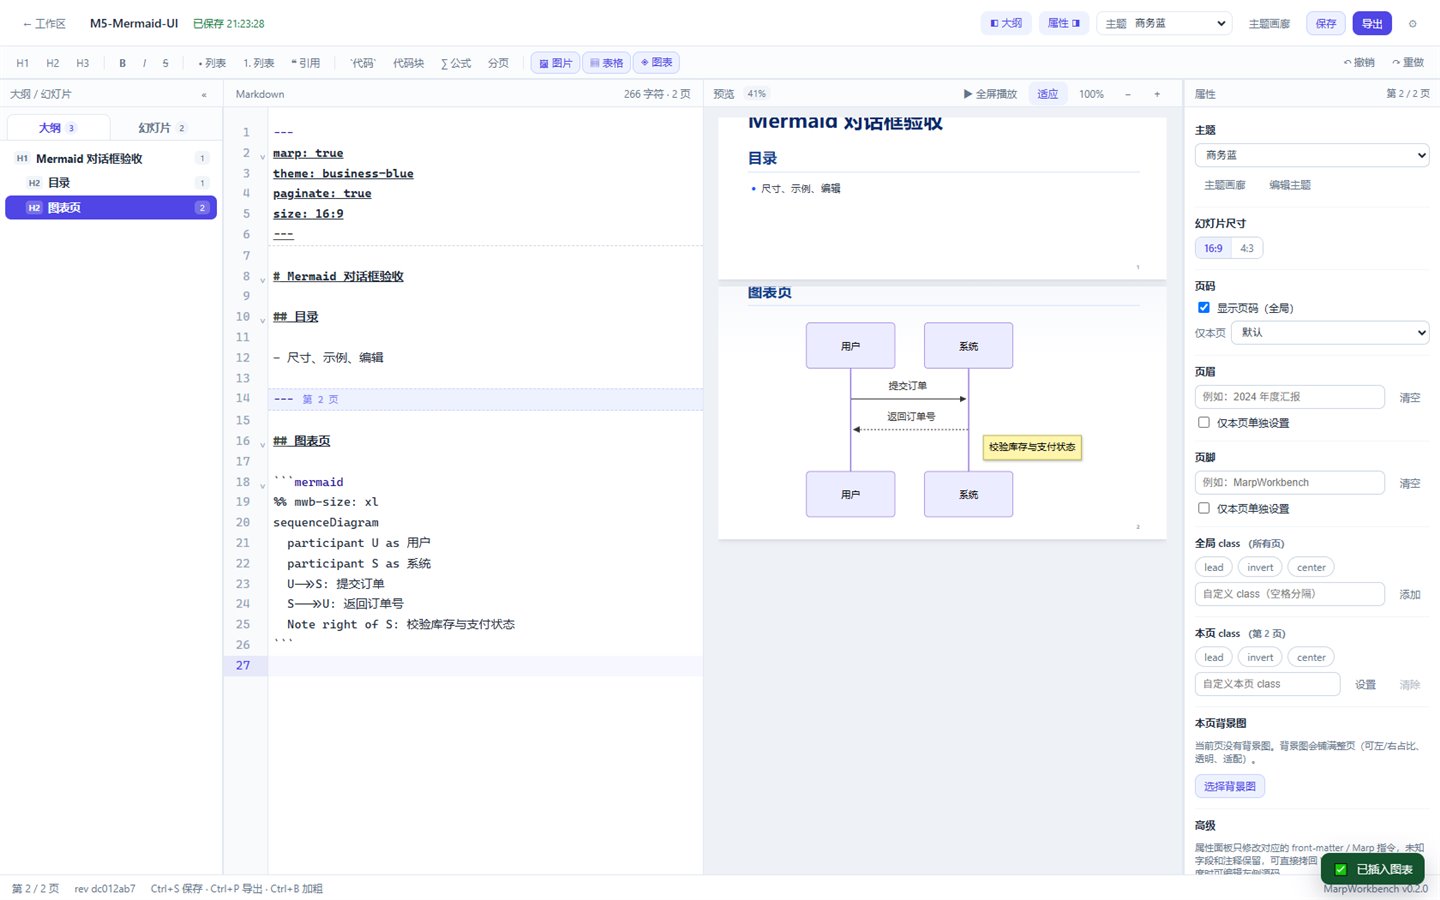 ← 工作区 M5-Mermaid-UI 已保存 21:23:28 大纲 属性 主题 商务蓝 主题画廊 保存 导出
H1 H2 H3 B I S • 列表 1. 列表 ❝ 引用 `代码` 代码块 ∑ 公式 分页 图片 表格 图表 撤销 重做
大纲 / 幻灯片 «
大纲 3 幻灯片 2
H1 Mermaid 对话框验收 1
H2 目录 1
H2 图表页 2
Markdown 266 字符 · 2 页
1 ---
2 marp: true
3 theme: business-blue
4 paginate: true
5 size: 16:9
6 ---
7
8 # Mermaid 对话框验收
9
10 ## 目录
11
12 - 尺寸、示例、编辑
13
14 --- 第 2 页
15
16 ## 图表页
17
18 ```mermaid
19 %% mwb-size: xl
20 sequenceDiagram
21 participant U as 用户
22 participant S as 系统
23 U->>S: 提交订单
24 S-->>U: 返回订单号
25 Note right of S: 校验库存与支付状态
26 ```
27
预览 41% ▶ 全屏播放 适应 100% − +
Mermaid 对话框验收
目录
• 尺寸、示例、编辑
1
图表页
用户 系统
提交订单
返回订单号
校验库存与支付状态
用户 系统
2
属性 第 2 / 2 页
主题
商务蓝
主题画廊 编辑主题
幻灯片尺寸
16:9 4:3
页码
显示页码（全局）
仅本页 默认
页眉
例如：2024 年度汇报 清空
仅本页单独设置
页脚
例如：MarpWorkbench 清空
仅本页单独设置
全局 class （所有页）
lead invert center
自定义 class（空格分隔） 添加
本页 class （第 2 页）
lead invert center
自定义本页 class 设置 清除
本页背景图
当前页没有背景图。背景图会铺满整页（可左/右占比、
透明、适配）。
选择背景图
高级
属性面板只修改对应的 front-matter / Marp 指令，未知
字段和注释保留，可直接拷回
已插入图表
第 2 / 2 页 rev dc012ab7 Ctrl+S 保存 · Ctrl+P 导出 · Ctrl+B 加粗 MarpWorkbench v0.2.0